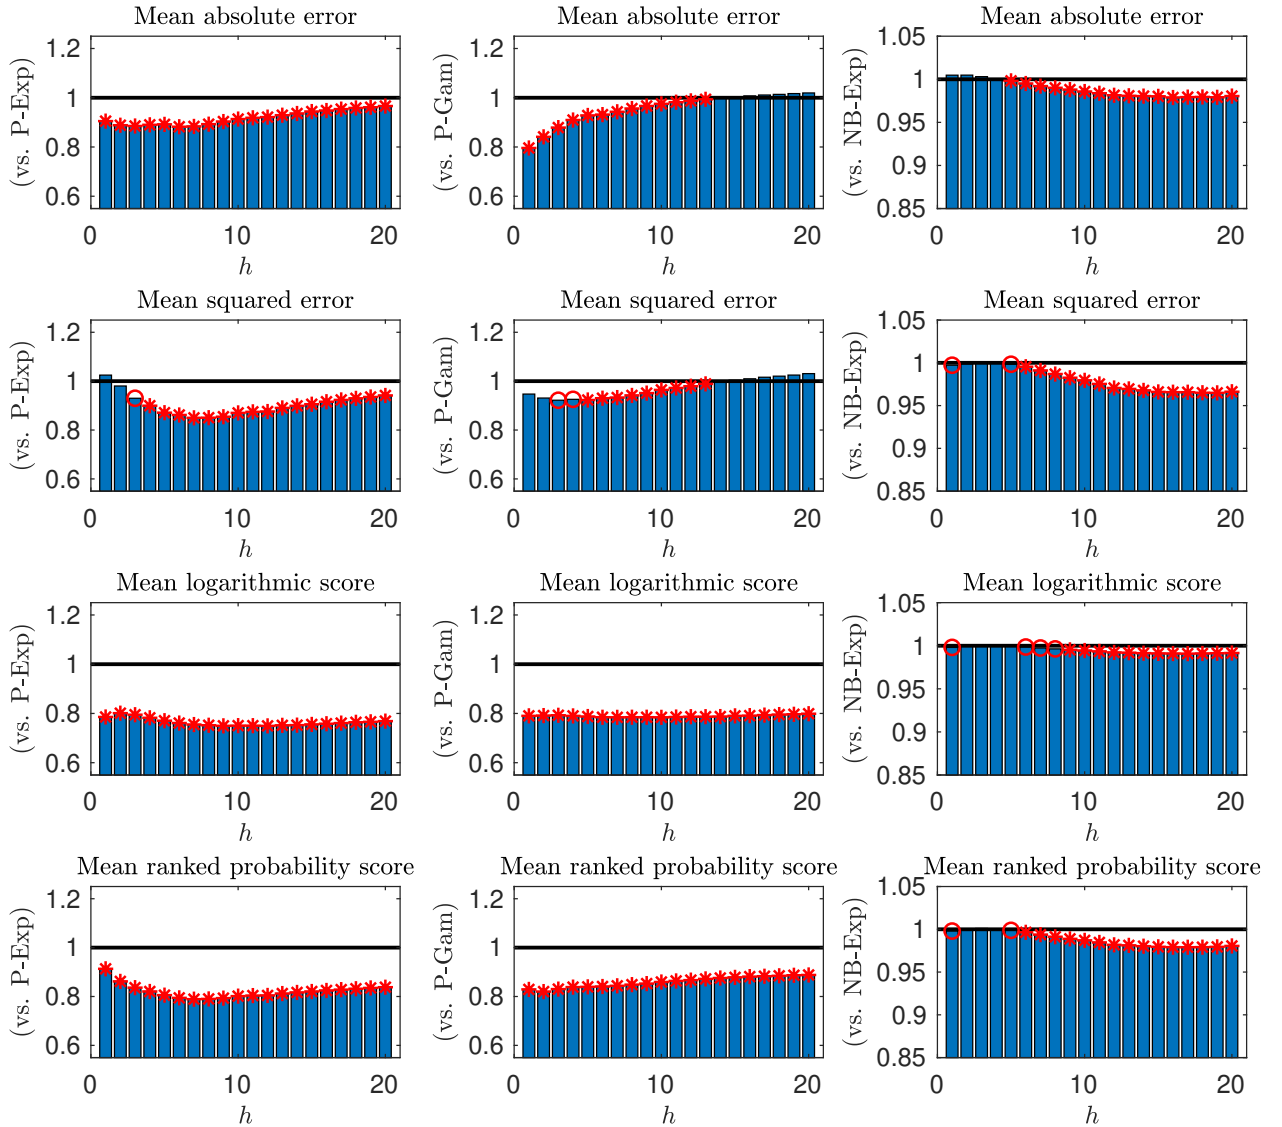 Mean absolute error
Mean absolute error
Mean absolute error
(vs. P-Exp)
1.2
1
0.8
0.6
0
10
20
h
(vs. P-Gam)
1.2
1
0.8
0.6
0
10
20
h
(vs. NB-Exp)
1.05
1
0.95
0.9
0.85
0
10
20
h
Mean squared error
Mean squared error
Mean squared error
(vs. P-Exp)
1.2
1
0.8
0.6
0
10
20
h
(vs. P-Gam)
1.2
1
0.8
0.6
0
10
20
h
(vs. NB-Exp)
1.05
1
0.95
0.9
0.85
0
10
20
h
Mean logarithmic score
Mean logarithmic score
Mean logarithmic score
(vs. P-Exp)
1.2
1
0.8
0.6
0
10
20
h
(vs. P-Gam)
1.2
1
0.8
0.6
0
10
20
h
(vs. NB-Exp)
1.05
1
0.95
0.9
0.85
0
10
20
h
Mean ranked probability score
Mean ranked probability score
Mean ranked probability score
(vs. P-Exp)
1.2
1
0.8
0.6
0
10
20
h
(vs. P-Gam)
1.2
1
0.8
0.6
0
10
20
h
(vs. NB-Exp)
1.05
1
0.95
0.9
0.85
0
10
20
h